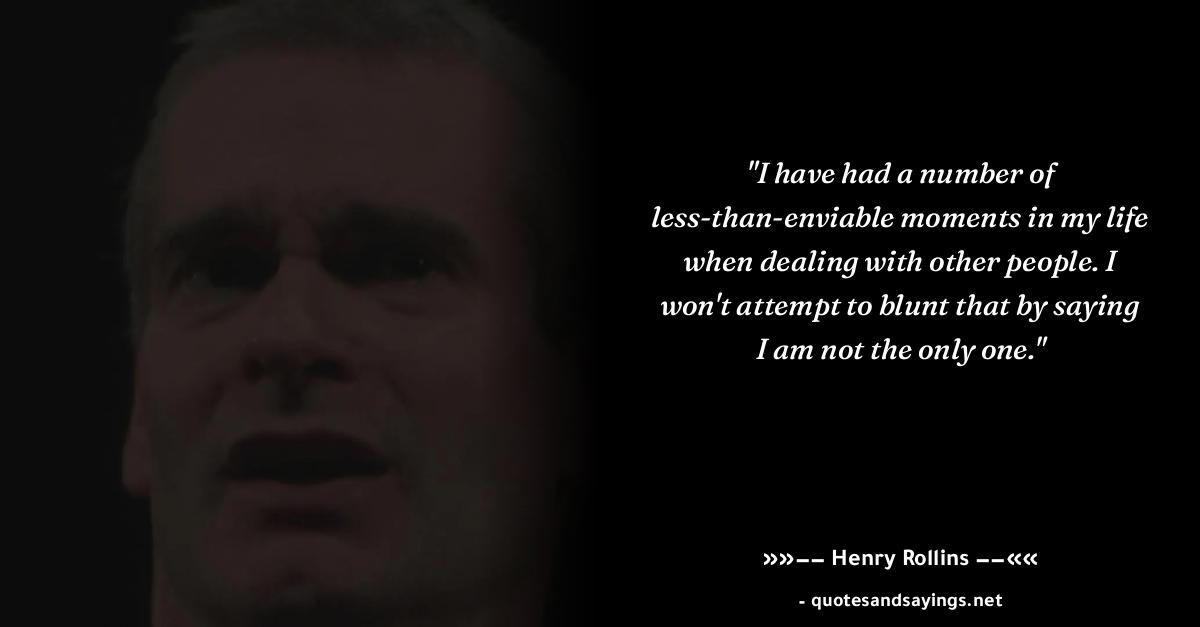 "I have had a number of
less-than-enviable moments in my life
when dealing with other people. I
won't attempt to blunt that by saying
I am not the only one."
»»−− Henry Rollins −−««
- quotesandsayings.net